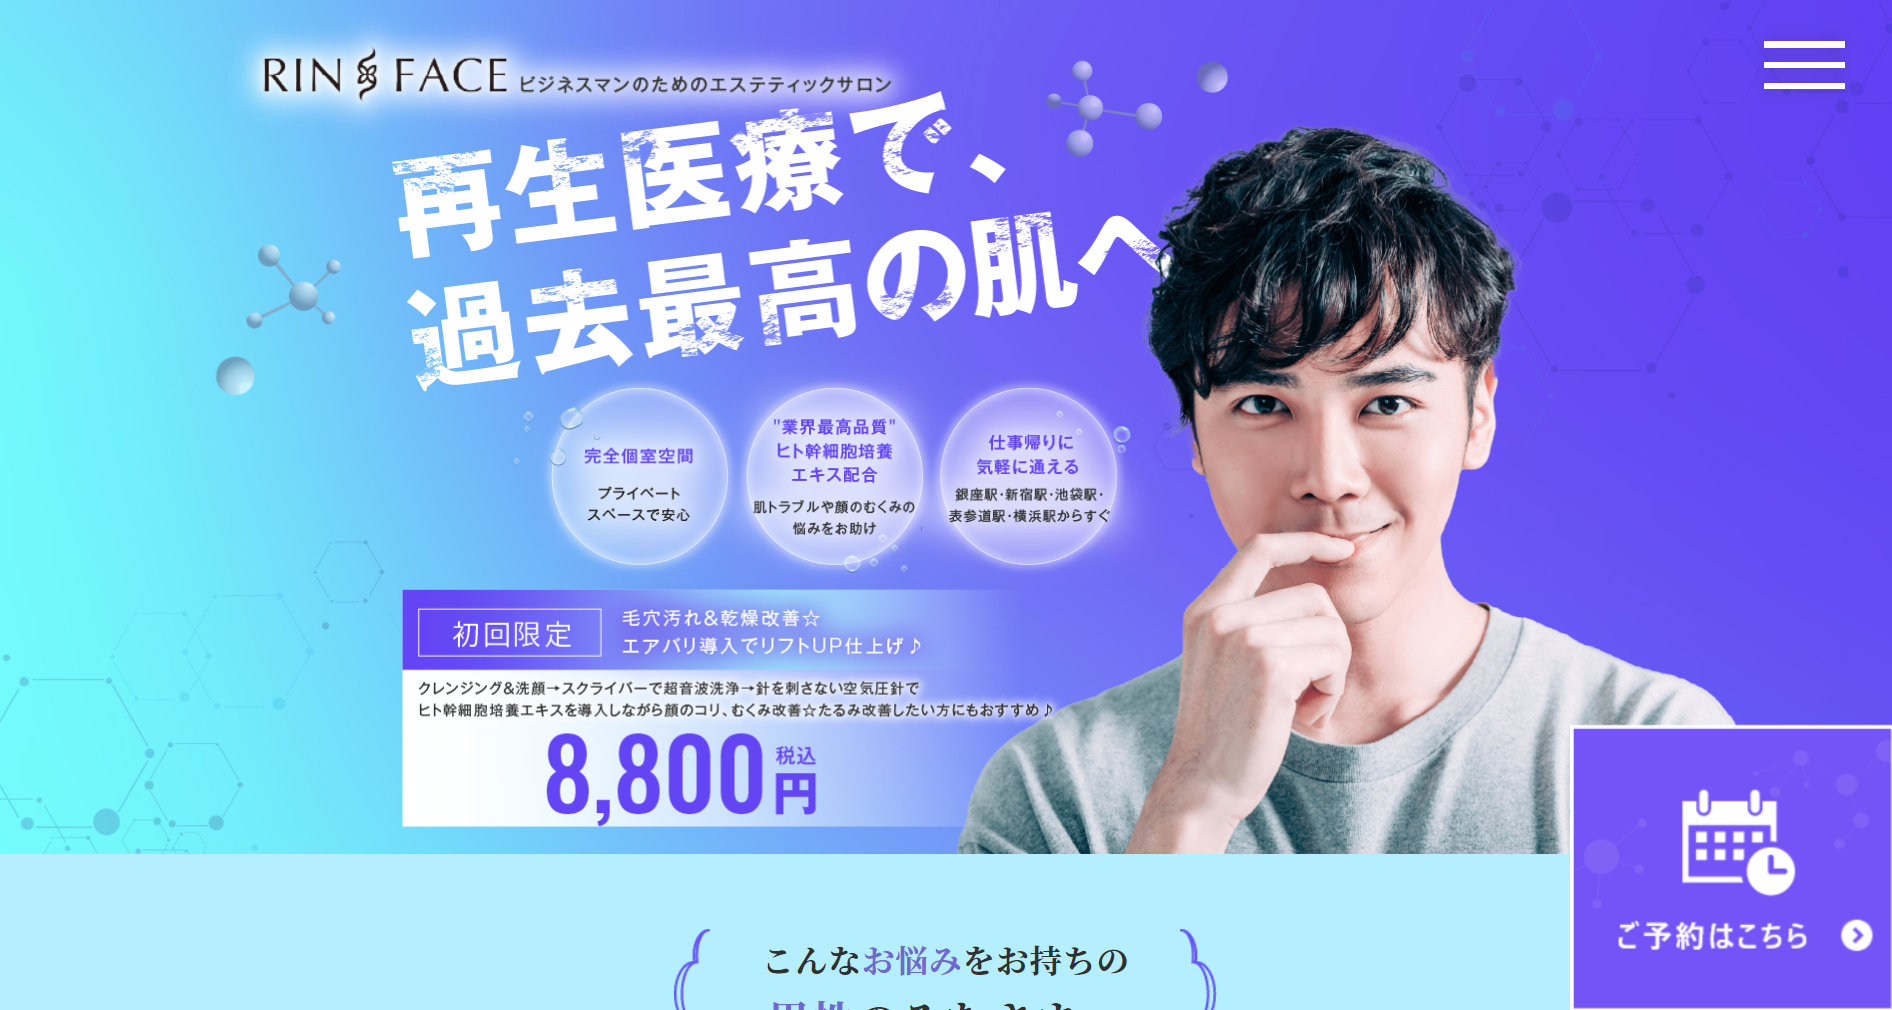 RIN FACE ビジネスマンのためのエステティックサロン
再生医療で、
過去最高の肌へ
完全個室空間
プライベート
スペースで安心
"業界最高品質"
ヒト幹細胞培養
エキス配合
肌トラブルや顔のむくみの
悩みをお助け
仕事帰りに
気軽に通える
銀座駅・新宿駅・池袋駅・
表参道駅・横浜駅からすぐ
初回限定
毛穴汚れ&乾燥改善☆
エアバリ導入でリフトUP仕上げ♪
クレンジング&洗顔→スクライバーで超音波洗浄→針を刺さない空気圧針で
ヒト幹細胞培養エキスを導入しながら顔のコリ、むくみ改善☆たるみ改善したい方にもおすすめ♪
8,800円 税込
ご予約はこちら
こんなお悩みをお持ちの